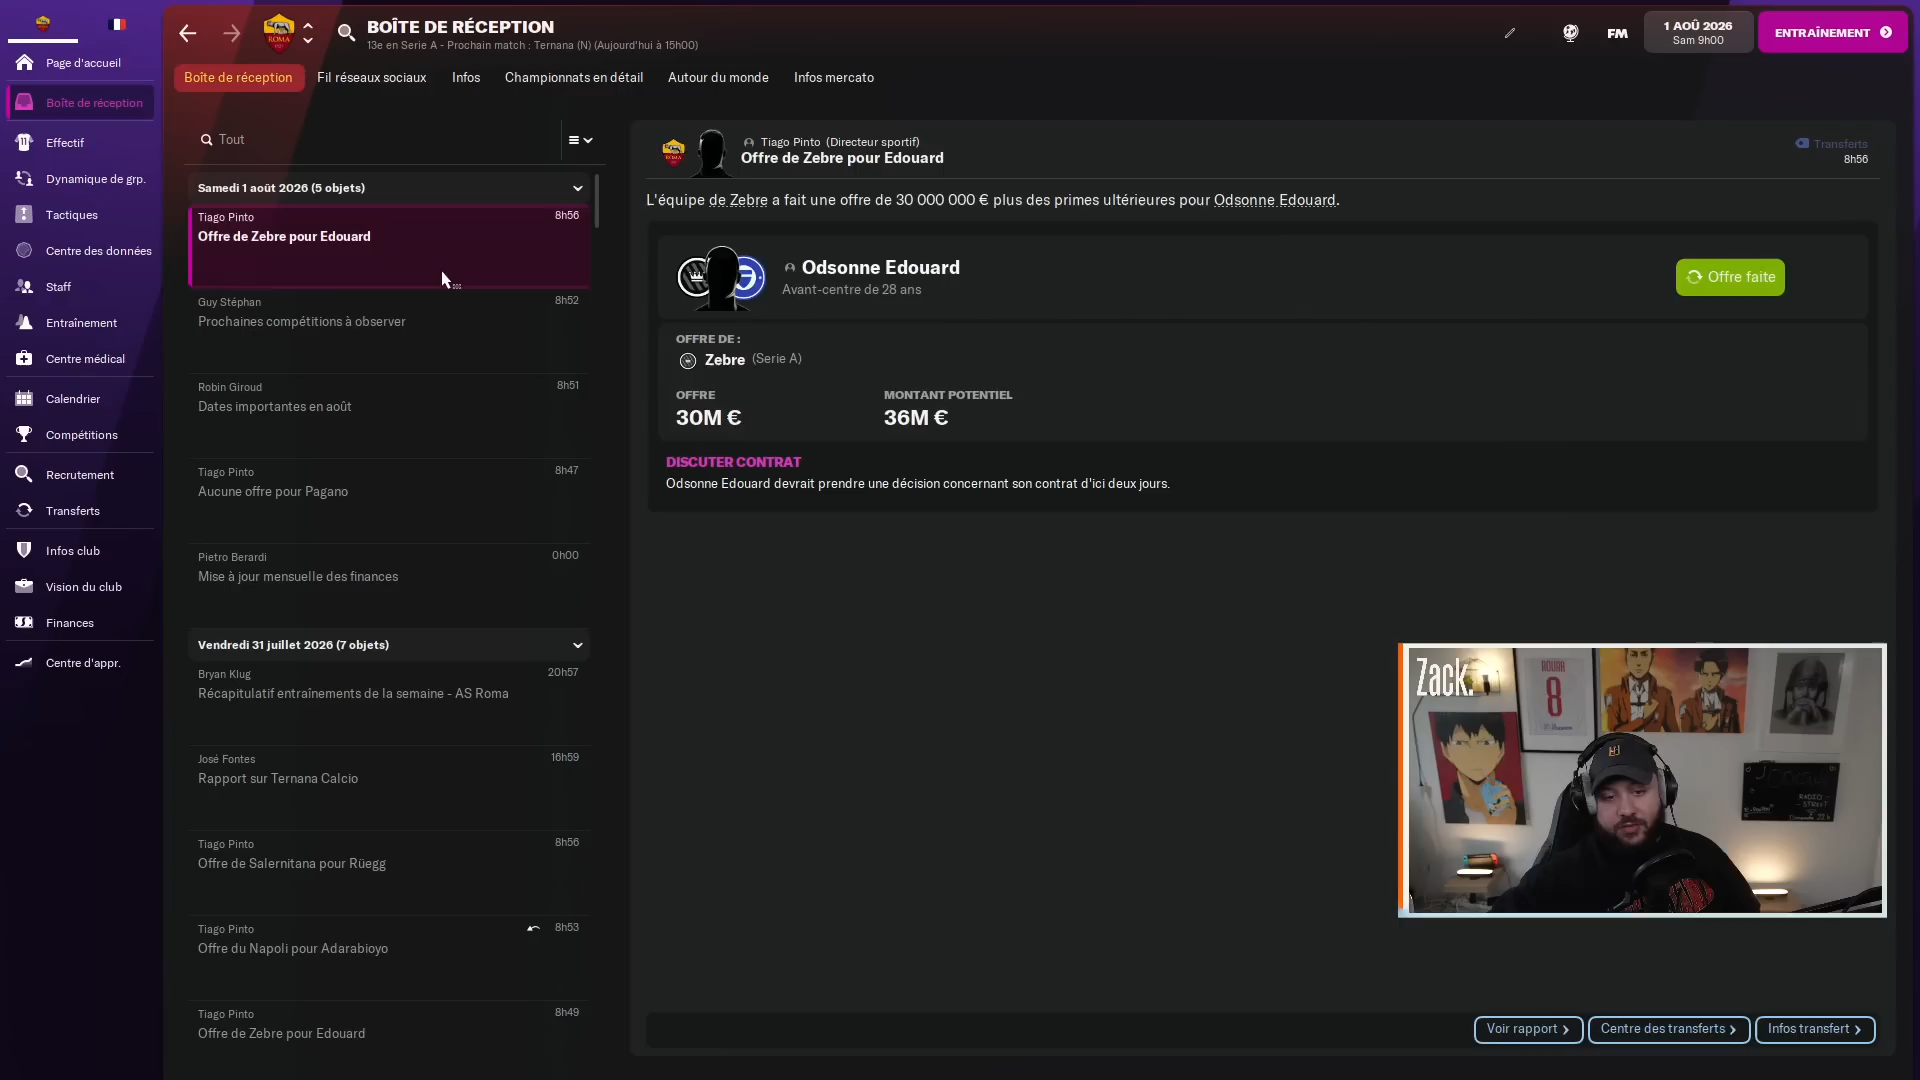 BOÎTE DE RÉCEPTION
13e en Serie A - Prochain match : Ternana (N) (Aujourd'hui à 15h00)
FM
1 AOÛ 2026
Sam 9h00
ENTRAÎNEMENT
Page d'accueil
Boîte de réception
Effectif
Dynamique de grp.
Tactiques
Centre des données
Staff
Entraînement
Centre médical
Calendrier
Compétitions
Recrutement
Transferts
Infos club
Vision du club
Finances
Centre d'appr.
Boîte de réception
Fil réseaux sociaux
Infos
Championnats en détail
Autour du monde
Infos mercato
Tout
Samedi 1 août 2026 (5 objets)
Tiago Pinto 8h56
Offre de Zebre pour Edouard
Guy Stéphan 8h52
Prochaines compétitions à observer
Robin Giroud 8h51
Dates importantes en août
Tiago Pinto 8h47
Aucune offre pour Pagano
Pietro Berardi 0h00
Mise à jour mensuelle des finances
Vendredi 31 juillet 2026 (7 objets)
Bryan Klug 20h57
Récapitulatif entraînements de la semaine - AS Roma
José Fontes 16h59
Rapport sur Ternana Calcio
Tiago Pinto 8h56
Offre de Salernitana pour Rüegg
Tiago Pinto 8h53
Offre du Napoli pour Adarabioyo
Tiago Pinto 8h49
Offre de Zebre pour Edouard
Tiago Pinto (Directeur sportif)
Offre de Zebre pour Edouard
Transferts
8h56
L'équipe de Zebre a fait une offre de 30 000 000 € plus des primes ultérieures pour Odsonne Edouard.
Odsonne Edouard
Avant-centre de 28 ans
Offre faite
OFFRE DE :
Zebre (Serie A)
OFFRE MONTANT POTENTIEL
30M € 36M €
DISCUTER CONTRAT
Odsonne Edouard devrait prendre une décision concernant son contrat d'ici deux jours.
Zack.
8
RADIO
STREET
Voir rapport
Centre des transferts
Infos transfert